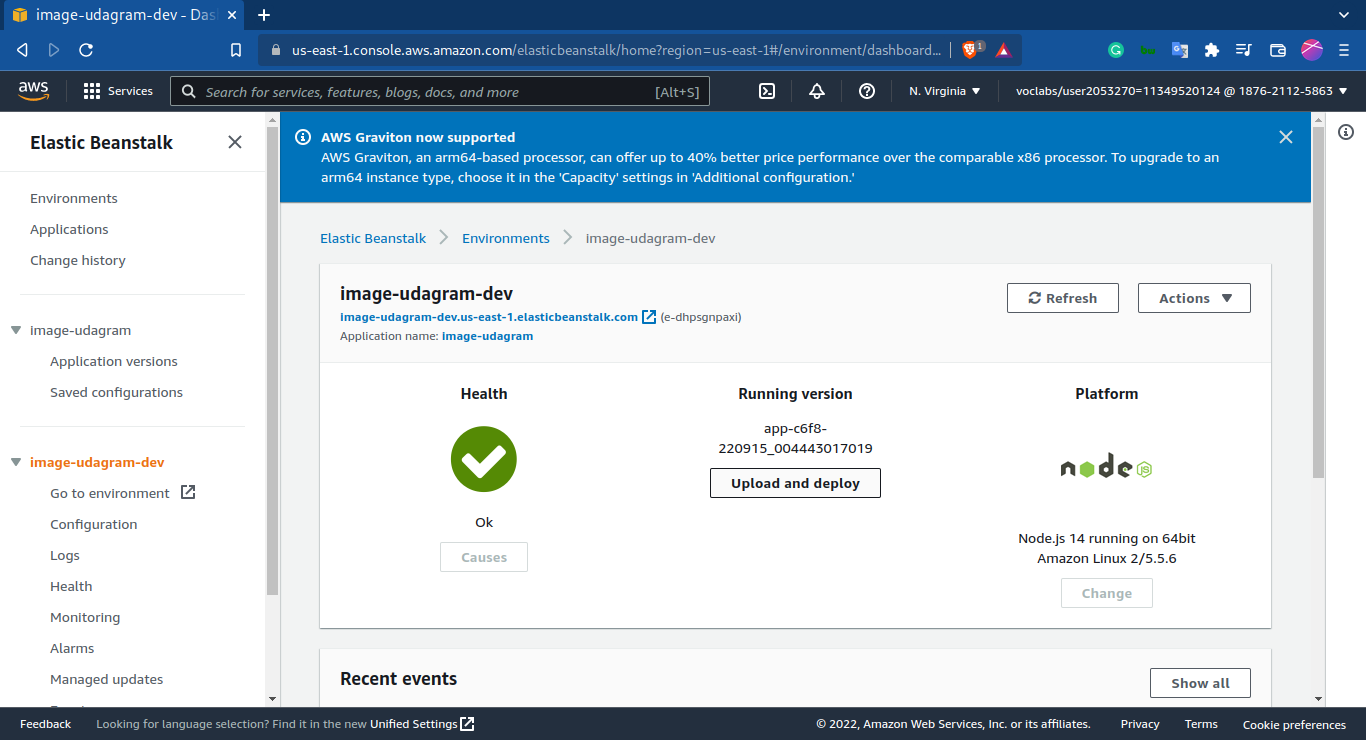 image-udagram-dev - Das
us-east-1.console.aws.amazon.com/elasticbeanstalk/home?region=us-east-1#/environment/dashboard...
1
aws
Services
Search for services, features, blogs, docs, and more
[Alt+S]
N. Virginia
voclabs/user2053270=11349520124 @ 1876-2112-5863
Elastic Beanstalk
Environments
Applications
Change history
image-udagram
Application versions
Saved configurations
image-udagram-dev
Go to environment
Configuration
Logs
Health
Monitoring
Alarms
Managed updates
AWS Graviton now supported
AWS Graviton, an arm64-based processor, can offer up to 40% better price performance over the comparable x86 processor. To upgrade to an
arm64 instance type, choose it in the 'Capacity' settings in 'Additional configuration.'
Elastic Beanstalk
Environments
image-udagram-dev
image-udagram-dev
image-udagram-dev.us-east-1.elasticbeanstalk.com (e-dhpsgnpaxi)
Application name: image-udagram
Refresh
Actions
Health
Ok
Causes
Running version
app-c6f8-
220915_004443017019
Upload and deploy
Platform
node JS
Node.js 14 running on 64bit
Amazon Linux 2/5.5.6
Change
Recent events
Show all
Feedback
Looking for language selection? Find it in the new Unified Settings
© 2022, Amazon Web Services, Inc. or its affiliates.
Privacy
Terms
Cookie preferences